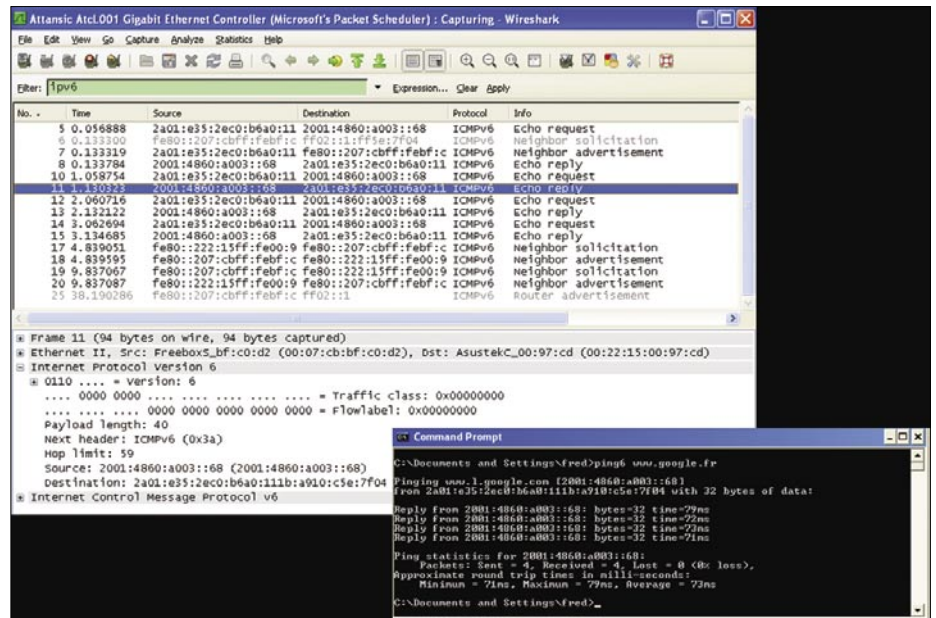 Attansic AtcL001 Gigabit Ethernet Controller (Microsoft's Packet Scheduler) : Capturing - Wireshark
File Edit View Go Capture Analyze Statistics Help
Filter: ipv6 Expression... Clear Apply
No. . Time Source Destination Protocol Info
5 0.056888 2a01:e35:2ec0:b6a0:11 2001:4860:a003::68 ICMPv6 Echo request
6 0.133300 fe80::207:cbff:febf:c ff02::1:ff5e:7f04 ICMPv6 Neighbor solicitation
7 0.133319 2a01:e35:2ec0:b6a0:11 fe80::207:cbff:febf:c ICMPv6 Neighbor advertisement
8 0.133784 2001:4860:a003::68 2a01:e35:2ec0:b6a0:11 ICMPv6 Echo reply
10 1.058754 2a01:e35:2ec0:b6a0:11 2001:4860:a003::68 ICMPv6 Echo request
11 1.130323 2001:4860:a003::68 2a01:e35:2ec0:b6a0:11 ICMPv6 Echo reply
12 2.060716 2a01:e35:2ec0:b6a0:11 2001:4860:a003::68 ICMPv6 Echo request
13 2.132122 2001:4860:a003::68 2a01:e35:2ec0:b6a0:11 ICMPv6 Echo reply
14 3.062694 2a01:e35:2ec0:b6a0:11 2001:4860:a003::68 ICMPv6 Echo request
15 3.134685 2001:4860:a003::68 2a01:e35:2ec0:b6a0:11 ICMPv6 Echo reply
17 4.839051 fe80::222:15ff:fe00:9 fe80::207:cbff:febf:c ICMPv6 Neighbor solicitation
18 4.839595 fe80::207:cbff:febf:c fe80::222:15ff:fe00:9 ICMPv6 Neighbor advertisement
19 9.837067 fe80::207:cbff:febf:c fe80::222:15ff:fe00:9 ICMPv6 Neighbor solicitation
20 9.837087 fe80::222:15ff:fe00:9 fe80::207:cbff:febf:c ICMPv6 Neighbor advertisement
25 38.190286 fe80::207:cbff:febf:c ff02::1 ICMPv6 Router advertisement
Frame 11 (94 bytes on wire, 94 bytes captured)
Ethernet II, Src: FreeboxS_bf:c0:d2 (00:07:cb:bf:c0:d2), Dst: AsustekC_00:97:cd (00:22:15:00:97:cd)
Internet Protocol Version 6
0110 .... = Version: 6
.... 0000 0000 .... .... .... .... .... = Traffic class: 0x00000000
.... .... .... 0000 0000 0000 0000 0000 = Flowlabel: 0x00000000
Payload length: 40
Next header: ICMPv6 (0x3a)
Hop limit: 59
Source: 2001:4860:a003::68 (2001:4860:a003::68)
Destination: 2a01:e35:2ec0:b6a0:111b:a910:c5e:7f04
Internet Control Message Protocol v6
Command Prompt
C:\Documents and Settings\fred>ping6 www.google.fr
Pinging www.l.google.com [2001:4860:a003::68]
from 2a01:e35:2ec0:b6a0:111b:a910:c5e:7f04 with 32 bytes of data:
Reply from 2001:4860:a003::68: bytes=32 time=79ms
Reply from 2001:4860:a003::68: bytes=32 time=72ms
Reply from 2001:4860:a003::68: bytes=32 time=73ms
Reply from 2001:4860:a003::68: bytes=32 time=71ms
Ping statistics for 2001:4860:a003::68:
Packets: Sent = 4, Received = 4, Lost = 0 (0% loss),
Approximate round trip times in milli-seconds:
Minimum = 71ms, Maximum = 79ms, Average = 73ms
C:\Documents and Settings\fred>_